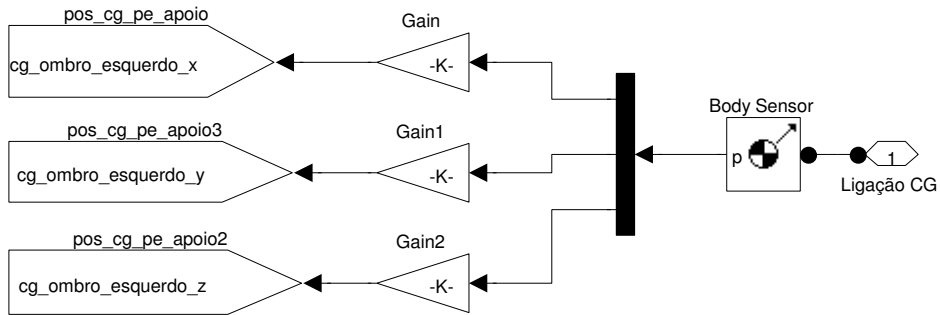 pos_cg_pe_apoio
cg_ombro_esquerdo_x
Gain
-K-
pos_cg_pe_apoio3
cg_ombro_esquerdo_y
Gain1
-K-
pos_cg_pe_apoio2
cg_ombro_esquerdo_z
Gain2
-K-
Body Sensor
p
1
Ligação CG